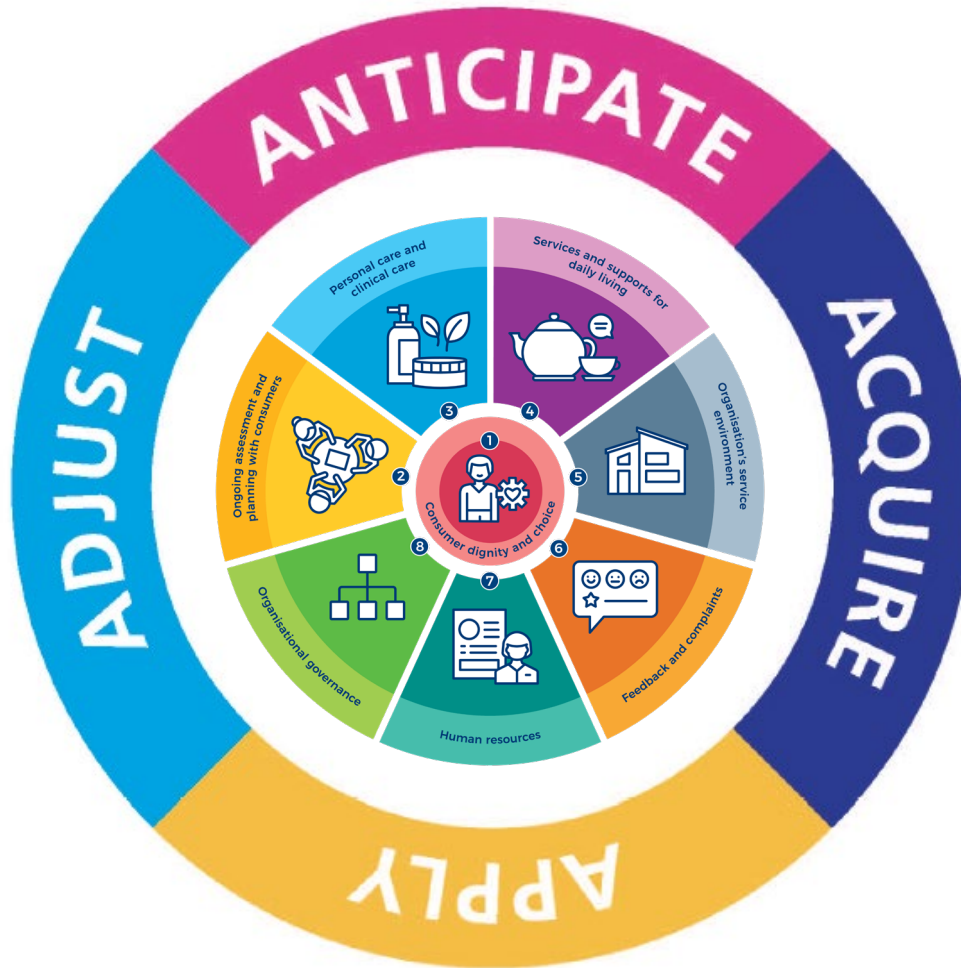 ANTICIPATE
ACQUIRE
APPLY
ADJUST
1
Consumer dignity and choice
2
Ongoing assessment and
planning with consumers
3
Personal care and
clinical care
4
Services and supports for
daily living
5
Organisation's service
environment
6
Feedback and complaints
7
Human resources
8
Organisational governance